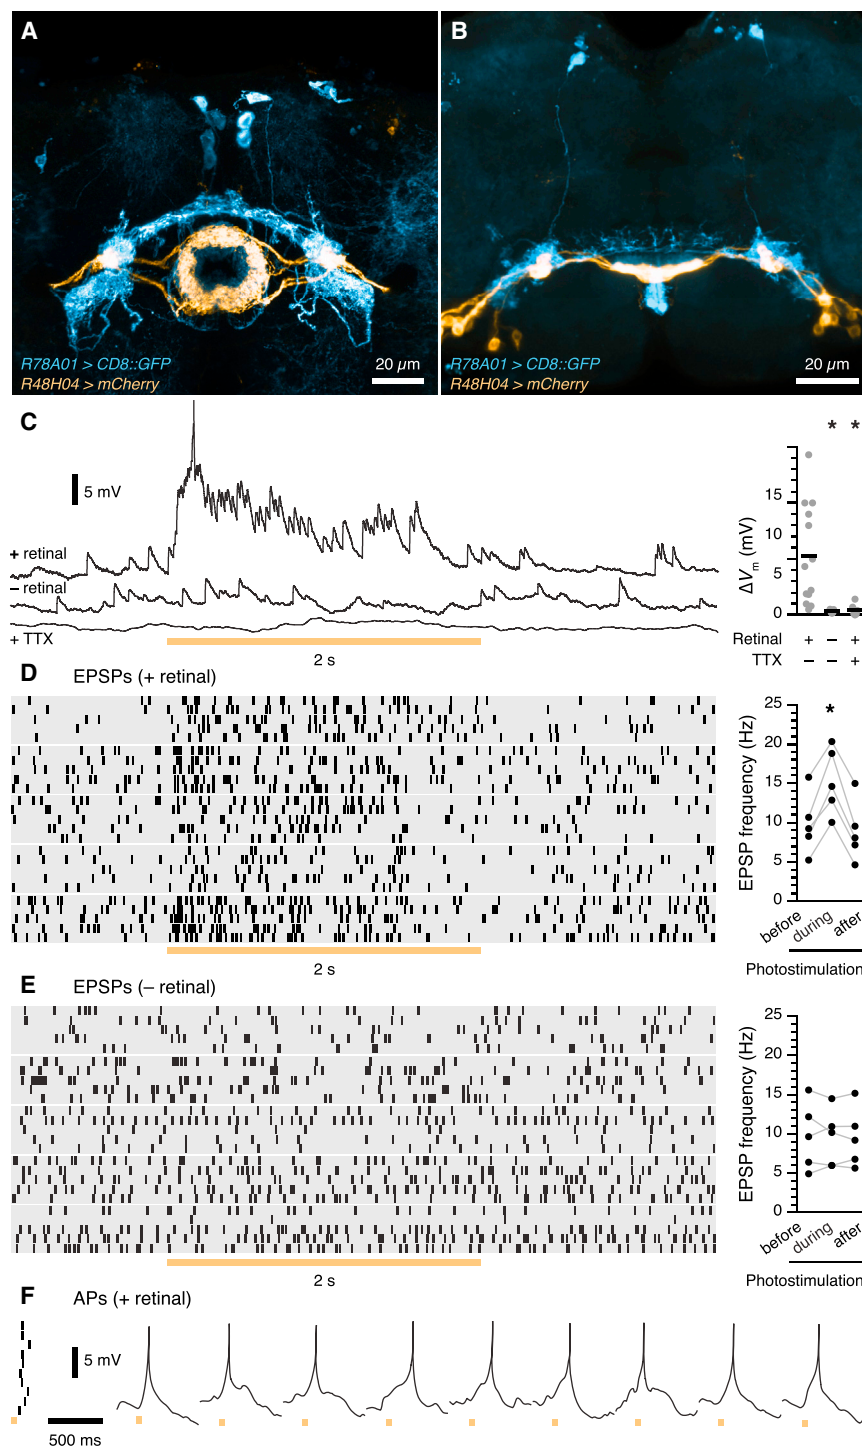 A
R78A01 > CD8::GFP
R48H04 > mCherry
20 µm
B
R78A01 > CD8::GFP
R48H04 > mCherry
20 µm
C
5 mV
+ retinal
– retinal
+ TTX
2 s
* *
15
10
5
0
ΔVm (mV)
Retinal + – +
TTX – – +
D EPSPs (+ retinal)
2 s
*
25
20
15
10
5
0
EPSP frequency (Hz)
before during after
Photostimulation
E EPSPs (– retinal)
2 s
25
20
15
10
5
0
EPSP frequency (Hz)
before during after
Photostimulation
F APs (+ retinal)
5 mV
500 ms